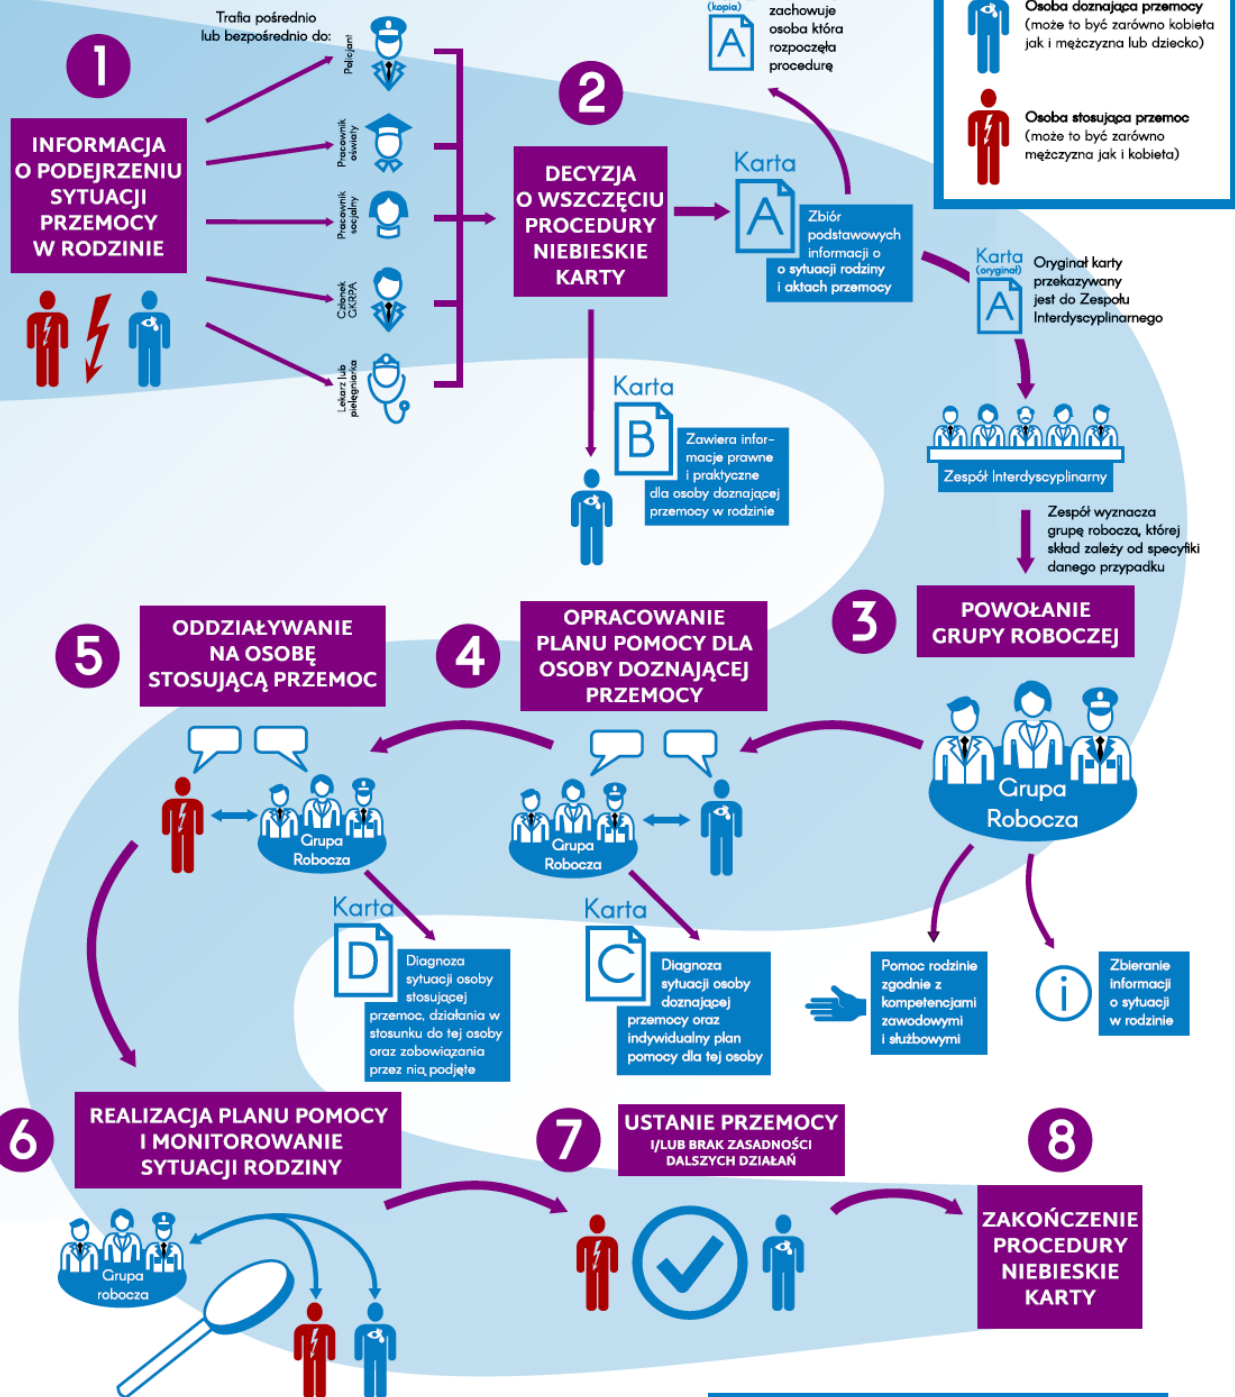 Trafia pośrednio
lub bezpośrednio do:
1
INFORMACJA
O PODEJRZENIU
SYTUACJI
PRZEMOCY
W RODZINIE
Policjant
Pracownik
oświaty
Pracownik
socjalny
Członek
GKRPA
Lekarz lub
pielęgniarka
2
DECYZJA
O WSZCZĘCIU
PROCEDURY
NIEBIESKIE
KARTY
(kopia)
A
zachowuje
osoba która
rozpoczęła
procedurę
Karta
A
Zbiór
podstawowych
informacji o
o sytuacji rodziny
i aktach przemocy
Osoba doznająca przemocy
(może to być zarówno kobieta
jak i mężczyzna lub dziecko)
Osoba stosująca przemoc
(może to być zarówno
mężczyzna jak i kobieta)
Karta
(oryginał)
A
Oryginał karty
przekazywany
jest do Zespołu
Interdyscyplinarnego
Karta
B
Zawiera infor-
macje prawne
i praktyczne
dla osoby doznającej
przemocy w rodzinie
Zespół Interdyscyplinarny
Zespół wyznacza
grupę roboczą, której
skład zależy od specyfiki
danego przypadku
3
POWOŁANIE
GRUPY ROBOCZEJ
Grupa
Robocza
Pomoc rodzinie
zgodnie z
kompetencjami
zawodowymi
i służbowymi
i
Zbieranie
informacji
o sytuacji
w rodzinie
4
OPRACOWANIE
PLANU POMOCY DLA
OSOBY DOZNAJĄCEJ
PRZEMOCY
Grupa
Robocza
Karta
C
Diagnoza
sytuacji osoby
doznającej
przemocy oraz
indywidualny plan
pomocy dla tej osoby
5
ODDZIAŁYWANIE
NA OSOBĘ
STOSUJĄCĄ PRZEMOC
Grupa
Robocza
Karta
D
Diagnoza
sytuacji osoby
stosującej
przemoc, działania w
stosunku do tej osoby
oraz zobowiązania
przez nią podjęte
6
REALIZACJA PLANU POMOCY
I MONITOROWANIE
SYTUACJI RODZINY
Grupa
robocza
7
USTANIE PRZEMOCY
I/LUB BRAK ZASADNOŚCI
DALSZYCH DZIAŁAŃ
8
ZAKOŃCZENIE
PROCEDURY
NIEBIESKIE
KARTY